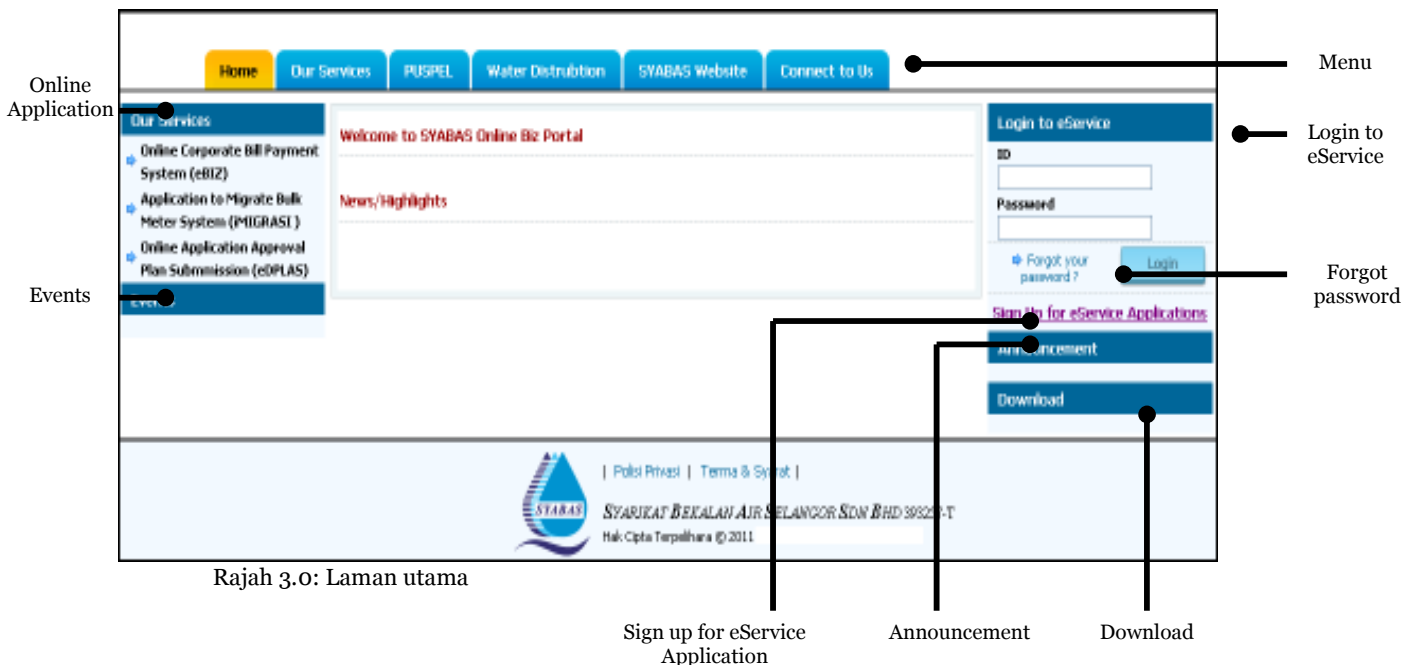 Home Our Services PUSPEL Water Distrubtion SYABAS Website Connect to Us
Menu
Online
Application
Our Services
Online Corporate Bill Payment
System (eBIZ)
Application to Migrate Bulk
Meter System (iMIGRASI )
Online Application Approval
Plan Submmission (eDPLAS)
Events
Events
Welcome to SYABAS Online Biz Portal
News/Highlights
Login to eService
ID
Password
Forgot your
password ?
Login
Sign Up for eService Applications
Announcement
Download
Login to
eService
Forgot
password
| Polisi Privasi | Terma & Syarat |
SYABAS
SYARIKAT BEKALAN AIR SELANGOR SDN BHD
Hak Cipta Terpelihara © 2011
Rajah 3.0: Laman utama
Sign up for eService
Application
Announcement
Download